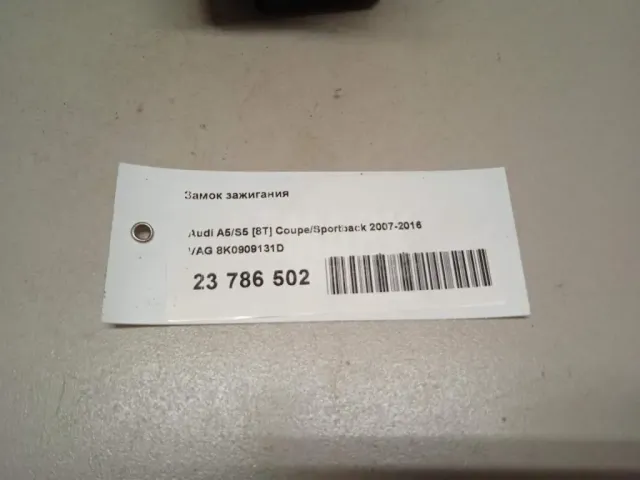 Замок зажигания
Audi A5/S5 [8T] Coupe/Sportback 2007-2016
VAG 8K0909131D
23 786 502